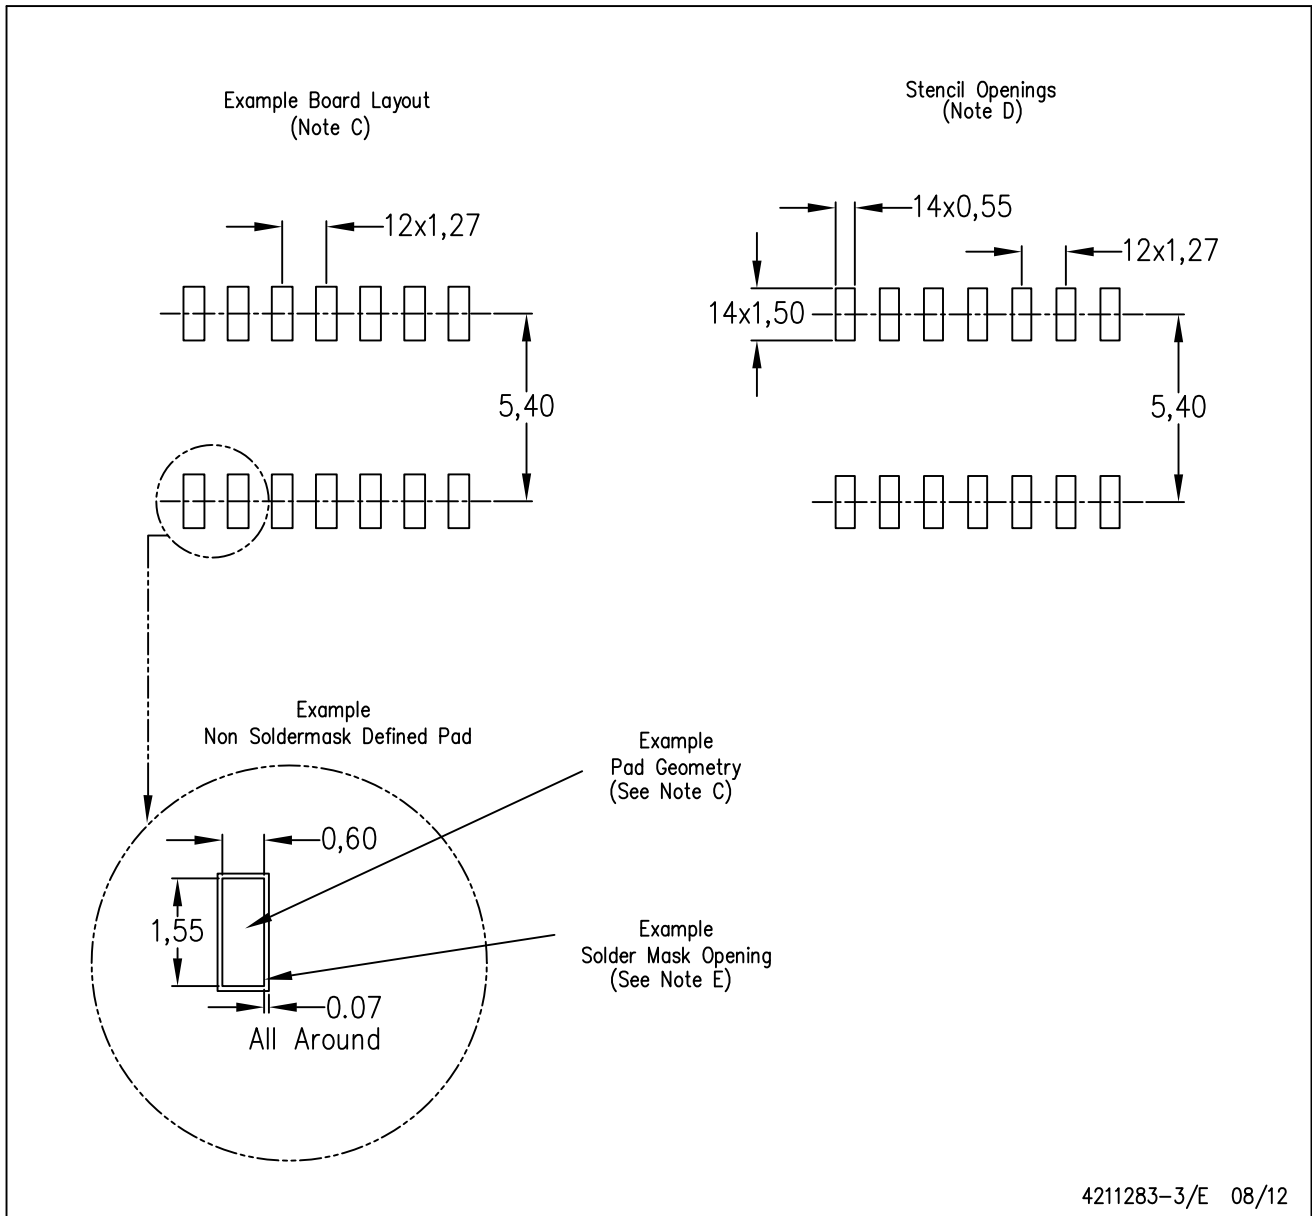 Example Board Layout
(Note C)
12x1,27
5,40
Stencil Openings
(Note D)
14x0,55
12x1,27
14x1,50
5,40
Example
Non Soldermask Defined Pad
0,60
1,55
0.07
All Around
Example
Pad Geometry
(See Note C)
Example
Solder Mask Opening
(See Note E)
4211283-3/E 08/12